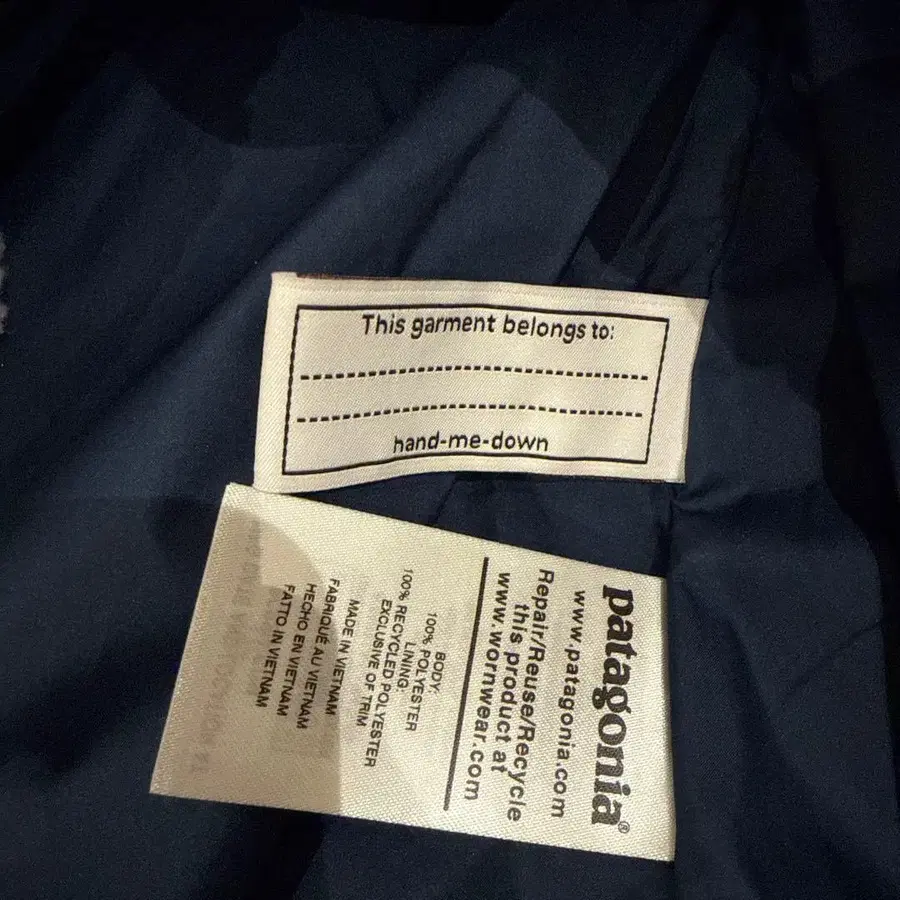 This garment belongs to:
hand-me-down
patagonia®
www.patagonia.com
Repair/Reuse/Recycle
this product at
www.wornwear.com
BODY:
100% POLYESTER
LINING:
100% RECYCLED POLYESTER
EXCLUSIVE OF TRIM
MADE IN VIETNAM
FABRIQUÉ AU VIETNAM
HECHO EN VIETNAM
FATTO IN VIETNAM